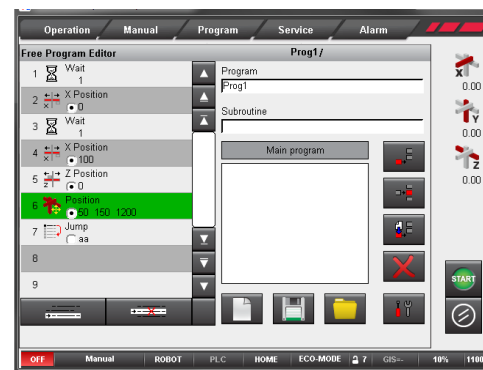 Operation Manual Program Service Alarm
Free Program Editor Prog1/
1 Wait
1
2 X Position
0
3 Wait
1
4 X Position
100
5 Z Position
0
6 Position
50 150 1200
7 Jump
aa
8
9
Program
Prog1
Subroutine
Main program
X
0.00
Y
0.00
Z
0.00
START
OFF Manual ROBOT PLC HOME ECO-MODE 7 GIS=- 10% 1100